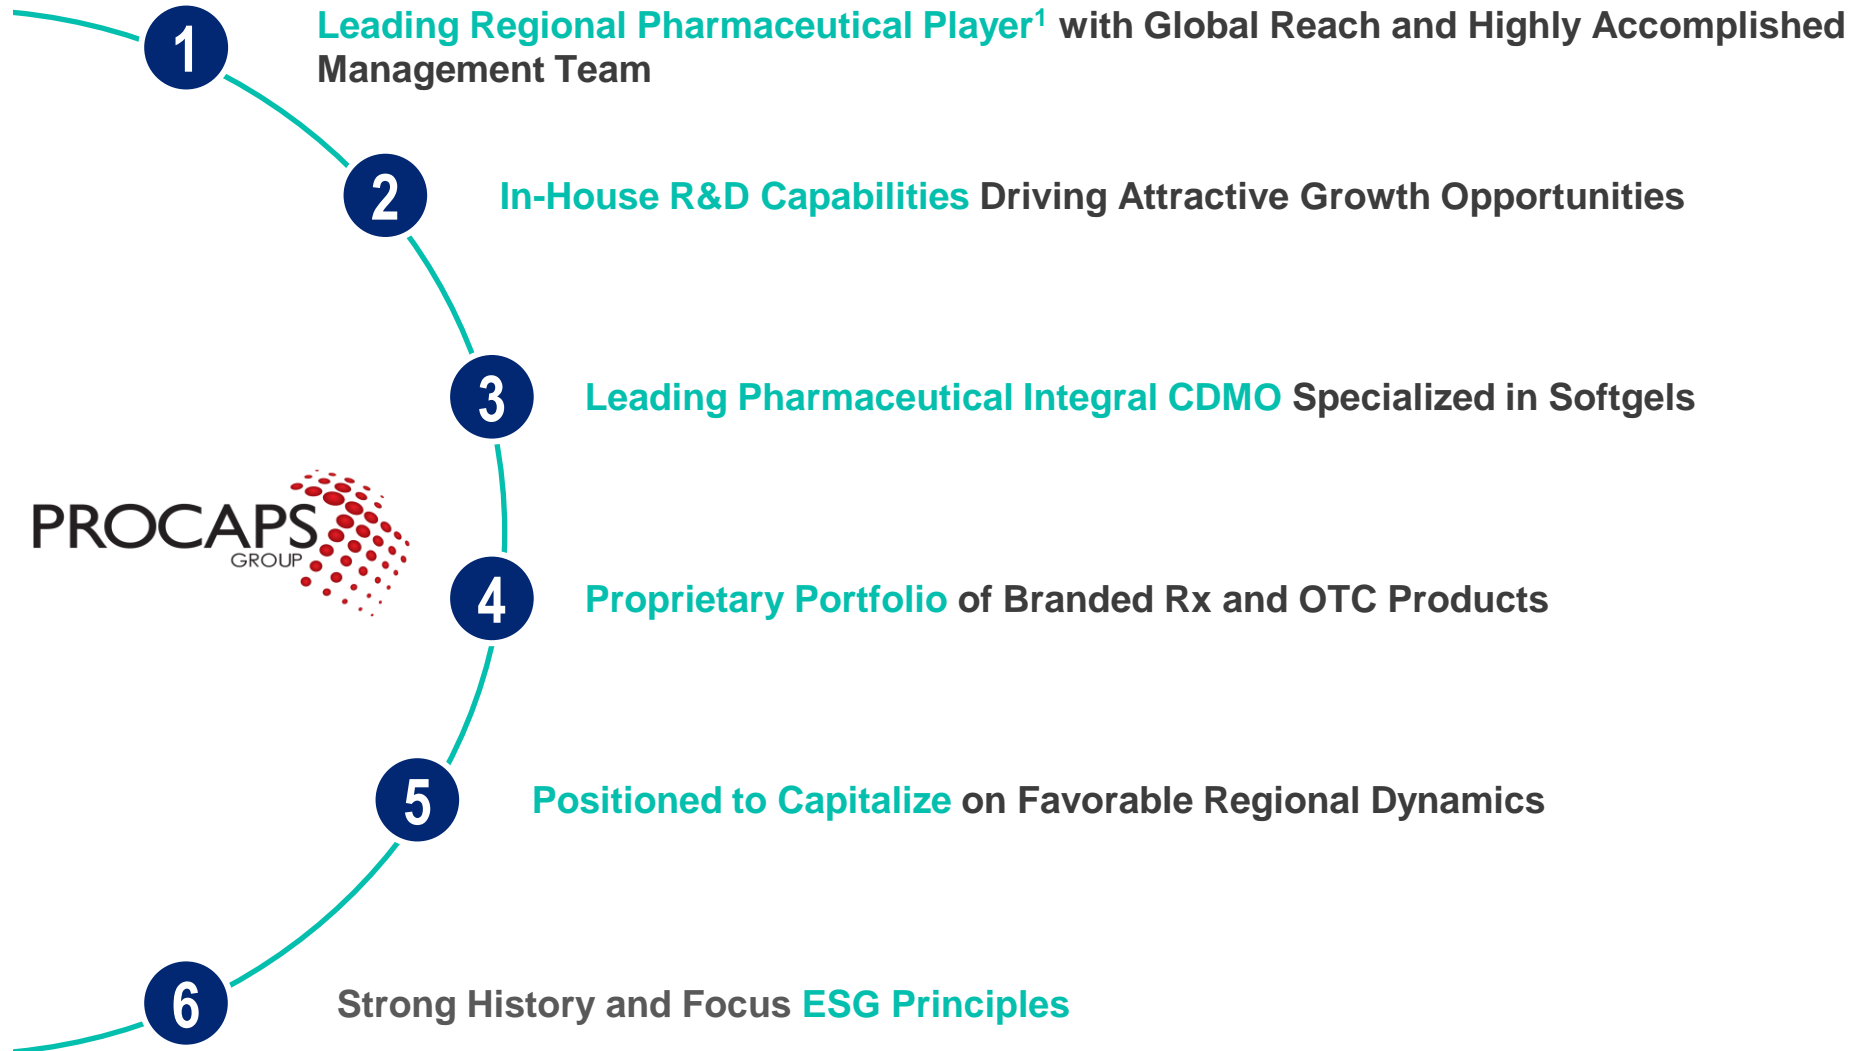 1
Leading Regional Pharmaceutical Player¹ with Global Reach and Highly Accomplished
Management Team
2
In-House R&D Capabilities Driving Attractive Growth Opportunities
3
Leading Pharmaceutical Integral CDMO Specialized in Softgels
PROCAPS
GROUP
4
Proprietary Portfolio of Branded Rx and OTC Products
5
Positioned to Capitalize on Favorable Regional Dynamics
6
Strong History and Focus ESG Principles